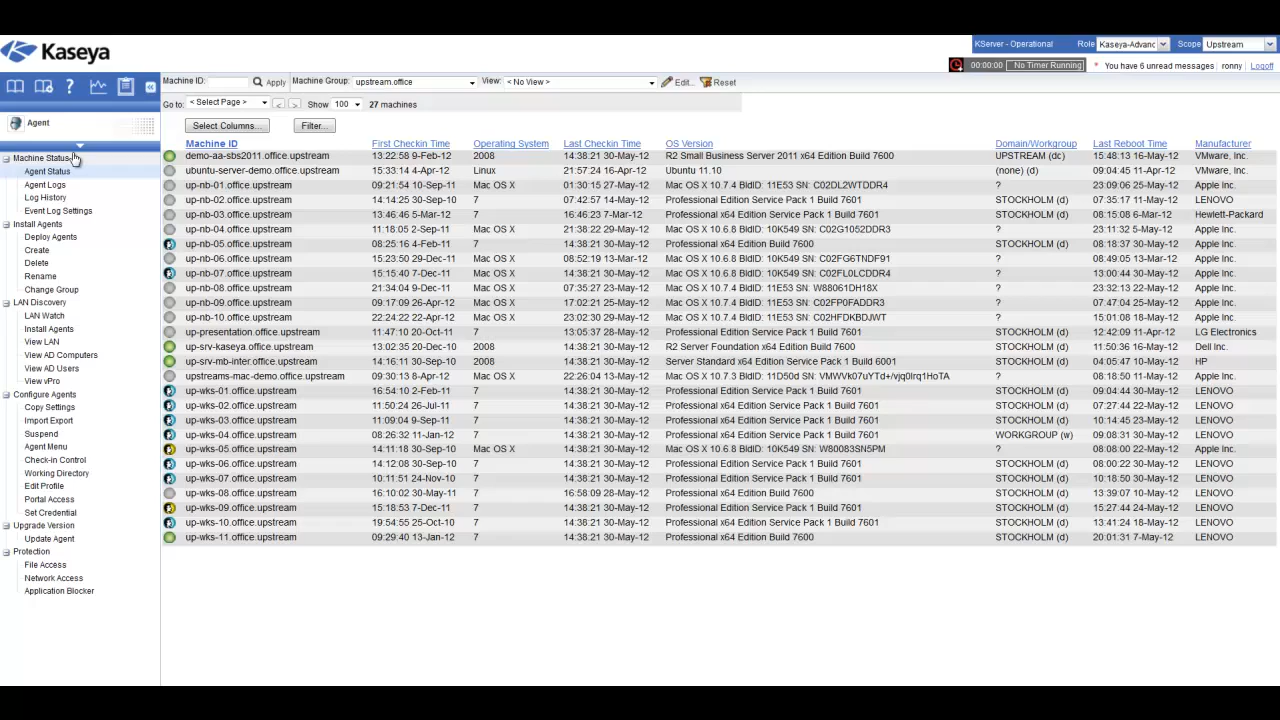 Kaseya
KServer - Operational Role Kaseya-Advanc Scope Upstream
00:00:00 No Timer Running * You have 6 unread messages ronny Logoff
Machine ID: Apply Machine Group: upstream.office View: < No View > Edit... Reset
Go to: < Select Page > < > Show 100 27 machines
Agent
Select Columns... Filter...
Machine Status
Agent Status
Agent Logs
Log History
Event Log Settings
Install Agents
Deploy Agents
Create
Delete
Rename
Change Group
LAN Discovery
LAN Watch
Install Agents
View LAN
View AD Computers
View AD Users
View vPro
Configure Agents
Copy Settings
Import Export
Suspend
Agent Menu
Check-in Control
Working Directory
Edit Profile
Portal Access
Set Credential
Upgrade Version
Update Agent
Protection
File Access
Network Access
Application Blocker
Machine ID First Checkin Time Operating System Last Checkin Time OS Version Domain/Workgroup Last Reboot Time Manufacturer
demo-aa-sbs2011.office.upstream 13:22:58 9-Feb-12 2008 14:38:21 30-May-12 R2 Small Business Server 2011 x64 Edition Build 7600 UPSTREAM (dc) 15:48:13 16-May-12 VMware, Inc.
ubuntu-server-demo.office.upstream 15:33:14 4-Apr-12 Linux 21:57:24 16-Apr-12 Ubuntu 11.10 (none) (d) 09:04:45 11-Apr-12 VMware, Inc.
up-nb-01.office.upstream 09:21:54 10-Sep-11 Mac OS X 01:30:15 27-May-12 Mac OS X 10.7.4 BldID: 11E53 SN: C02DL2WTDDR4 ? 23:09:06 25-May-12 Apple Inc.
up-nb-02.office.upstream 14:14:25 30-Sep-10 7 07:42:57 14-May-12 Professional Edition Service Pack 1 Build 7601 STOCKHOLM (d) 07:35:17 11-May-12 LENOVO
up-nb-03.office.upstream 13:46:46 5-Mar-12 7 16:46:23 7-Mar-12 Professional x64 Edition Service Pack 1 Build 7601 STOCKHOLM (d) 08:15:08 6-Mar-12 Hewlett-Packard
up-nb-04.office.upstream 11:18:05 2-Sep-11 Mac OS X 21:38:22 29-May-12 Mac OS X 10.6.8 BldID: 10K549 SN: C02G1052DDR3 ? 23:11:32 5-May-12 Apple Inc.
up-nb-05.office.upstream 08:25:16 4-Feb-11 7 14:38:21 30-May-12 Professional x64 Edition Build 7600 STOCKHOLM (d) 08:18:37 30-May-12 Apple Inc.
up-nb-06.office.upstream 15:23:50 29-Dec-11 Mac OS X 08:52:19 13-Mar-12 Mac OS X 10.6.8 BldID: 10K549 SN: C02FG6TNDF91 ? 08:49:05 13-Mar-12 Apple Inc.
up-nb-07.office.upstream 15:15:40 7-Dec-11 Mac OS X 14:38:21 30-May-12 Mac OS X 10.6.8 BldID: 10K549 SN: C02FL0LCDDR4 ? 13:00:44 30-May-12 Apple Inc.
up-nb-08.office.upstream 21:34:04 9-Dec-11 Mac OS X 07:35:27 23-May-12 Mac OS X 10.7.4 BldID: 11E53 SN: W88061DH18X ? 23:32:13 22-May-12 Apple Inc.
up-nb-09.office.upstream 09:17:09 26-Apr-12 Mac OS X 17:02:21 25-May-12 Mac OS X 10.7.4 BldID: 11E53 SN: C02FP0FADDR3 ? 07:47:04 25-May-12 Apple Inc.
up-nb-10.office.upstream 22:24:22 22-Apr-12 Mac OS X 23:02:30 29-May-12 Mac OS X 10.7.4 BldID: 11E53 SN: C02HFDKBDJWT ? 15:01:08 18-May-12 Apple Inc.
up-presentation.office.upstream 11:47:10 20-Oct-11 7 13:05:37 28-May-12 Professional Edition Service Pack 1 Build 7601 STOCKHOLM (d) 12:42:09 11-Apr-12 LG Electronics
up-srv-kaseya.office.upstream 13:02:35 20-Dec-10 2008 14:38:21 30-May-12 R2 Server Foundation x64 Edition Build 7600 STOCKHOLM (d) 11:50:36 16-May-12 Dell Inc.
up-srv-mb-inter.office.upstream 14:16:11 30-Sep-10 2008 14:38:21 30-May-12 Server Standard x64 Edition Service Pack 1 Build 6001 STOCKHOLM (d) 04:05:47 10-May-12 HP
upstreams-mac-demo.office.upstream 09:30:13 8-Apr-12 Mac OS X 22:26:04 13-May-12 Mac OS X 10.7.3 BldID: 11D50d SN: VMWVk07uYTd+/vjq0Irq1HoTA ? 08:18:50 11-May-12 Apple Inc.
up-wks-01.office.upstream 16:54:10 2-Feb-11 7 14:38:21 30-May-12 Professional x64 Edition Service Pack 1 Build 7601 STOCKHOLM (d) 08:13:50 29-May-12 LENOVO
up-wks-02.office.upstream 11:50:24 26-Jul-11 7 14:38:21 30-May-12 Professional x64 Edition Service Pack 1 Build 7601 STOCKHOLM (d) 07:27:44 22-May-12 LENOVO
up-wks-03.office.upstream 11:09:04 9-Sep-11 7 14:38:21 30-May-12 Professional x64 Edition Service Pack 1 Build 7601 STOCKHOLM (d) 10:14:45 23-May-12 LENOVO
up-wks-04.office.upstream 08:26:32 11-Jan-12 7 14:38:21 30-May-12 Professional x64 Edition Service Pack 1 Build 7601 WORKGROUP (w) 09:08:31 30-May-12 LENOVO
up-wks-05.office.upstream 14:11:18 30-Sep-10 Mac OS X 14:38:21 30-May-12 Mac OS X 10.6.8 BldID: 10K549 SN: W80083SN5PM ? 08:08:00 22-May-12 Apple Inc.
up-wks-06.office.upstream 14:12:08 30-Sep-10 7 14:38:21 30-May-12 Professional x64 Edition Service Pack 1 Build 7601 STOCKHOLM (d) 08:00:22 30-May-12 LENOVO
up-wks-07.office.upstream 10:11:51 24-Nov-10 7 14:38:21 30-May-12 Professional x64 Edition Service Pack 1 Build 7601 STOCKHOLM (d) 10:18:50 30-May-12 LENOVO
up-wks-08.office.upstream 16:10:02 30-May-11 7 16:58:09 28-May-12 Professional x64 Edition Build 7600 STOCKHOLM (d) 13:39:07 10-May-12 LENOVO
up-wks-09.office.upstream 15:18:53 7-Dec-11 7 14:38:21 30-May-12 Professional x64 Edition Service Pack 1 Build 7601 STOCKHOLM (d) 15:27:44 24-May-12 LENOVO
up-wks-10.office.upstream 19:54:55 25-Oct-10 7 14:38:21 30-May-12 Professional x64 Edition Service Pack 1 Build 7601 STOCKHOLM (d) 13:41:24 18-May-12 LENOVO
up-wks-11.office.upstream 09:29:40 13-Jan-12 7 14:38:21 30-May-12 Professional x64 Edition Build 7600 STOCKHOLM (d) 20:01:31 7-May-12 LENOVO